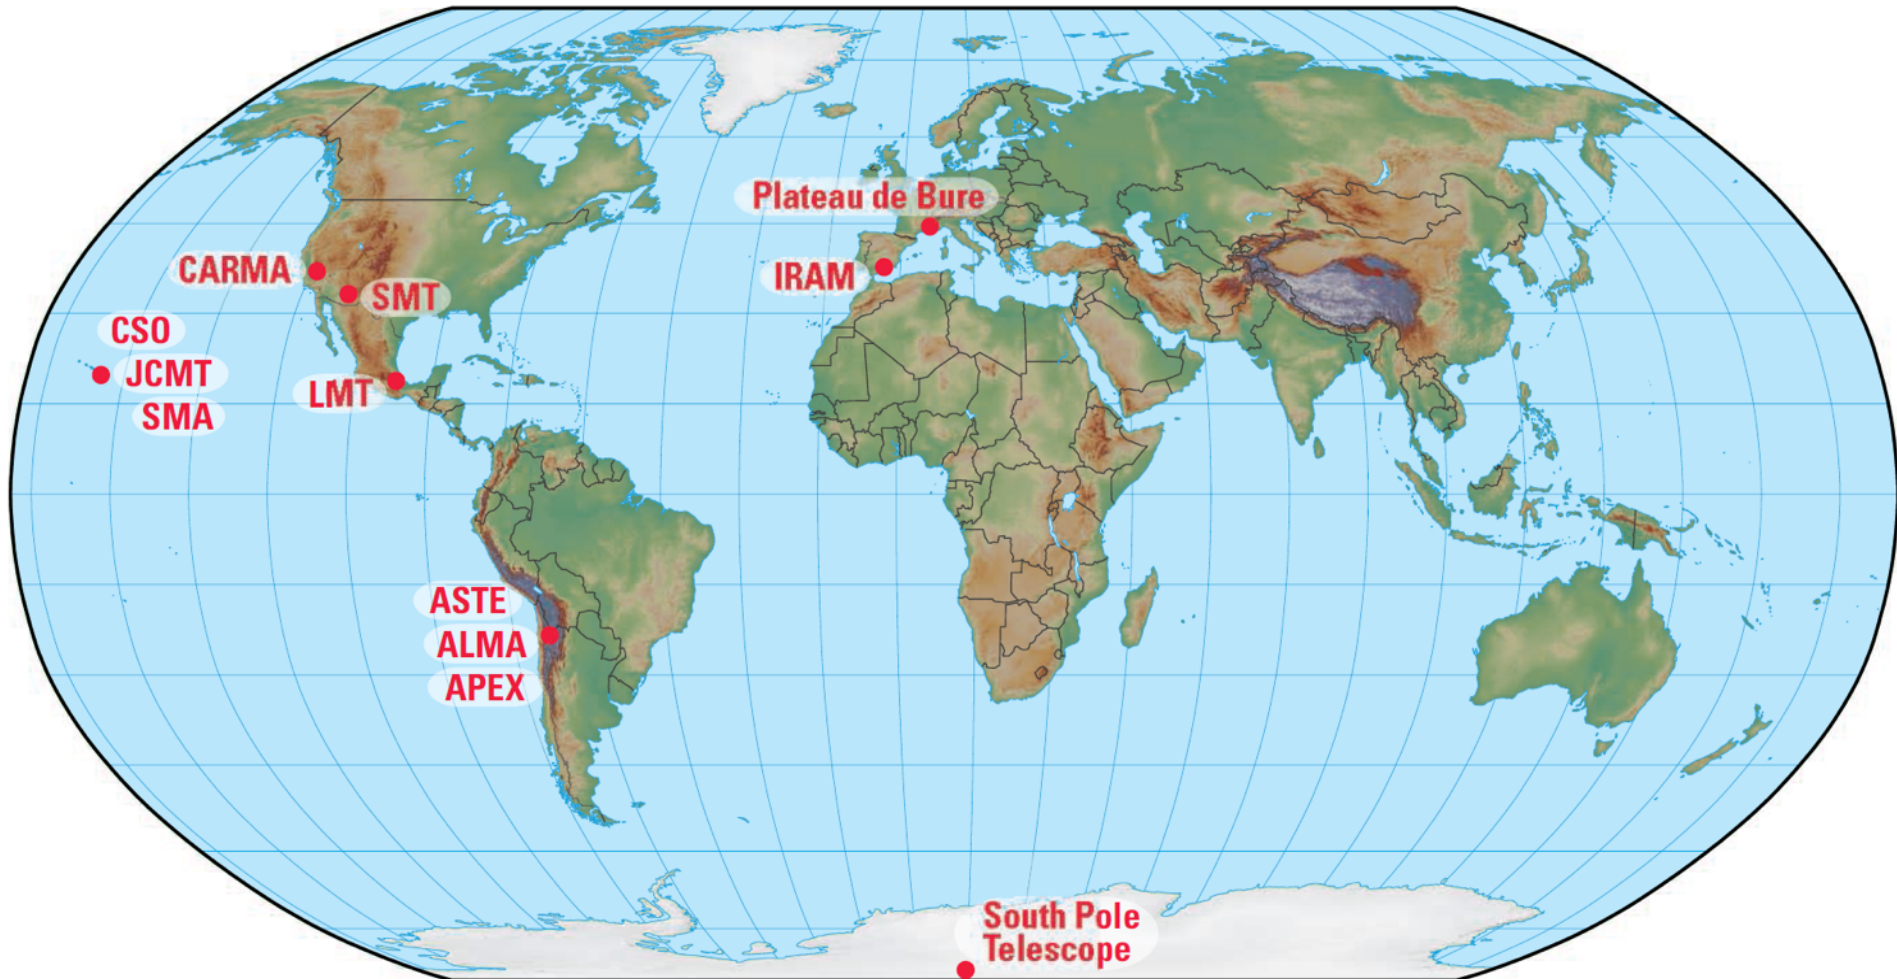 Plateau de Bure
CARMA
IRAM
SMT
CSO
JCMT
LMT
SMA
ASTE
ALMA
APEX
South Pole
Telescope